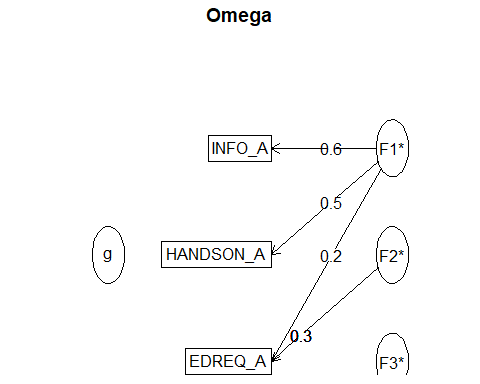 Omega
INFO_A
0.6
F1*
0.5
g
HANDSON_A
0.2
F2*
0.3
EDREQ_A
F3*